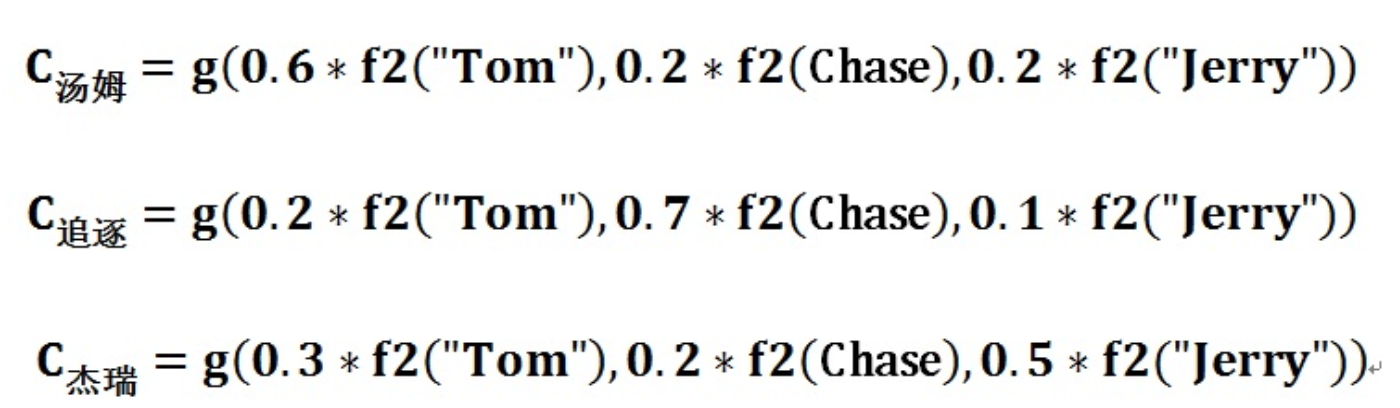 C汤姆 = g(0.6 * f2("Tom"),0.2 * f2(Chase),0.2 * f2("Jerry"))
C追逐 = g(0.2 * f2("Tom"),0.7 * f2(Chase),0.1 * f2("Jerry"))
C杰瑞 = g(0.3 * f2("Tom"),0.2 * f2(Chase),0.5 * f2("Jerry"))↵